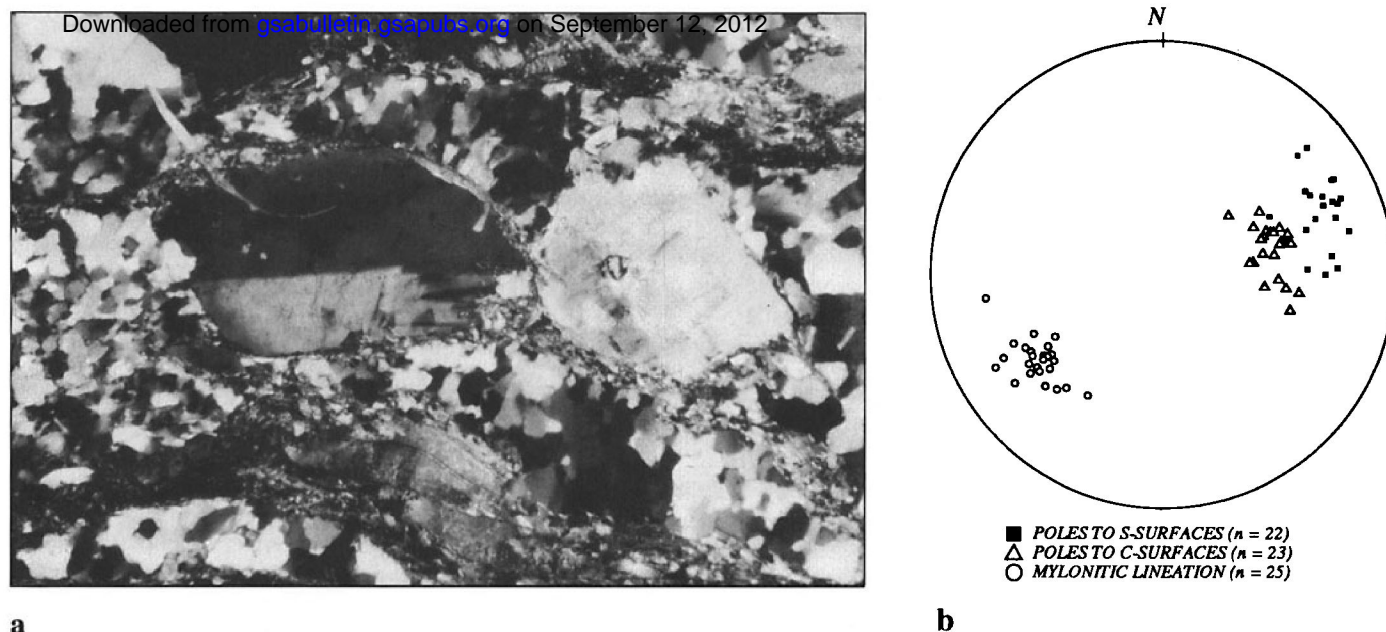 Downloaded from gsabulletin.gsapubs.org on September 12, 2012
N
■ POLES TO S-SURFACES (n = 22)
△ POLES TO C-SURFACES (n = 23)
○ MYLONITIC LINEATION (n = 25)
a
b